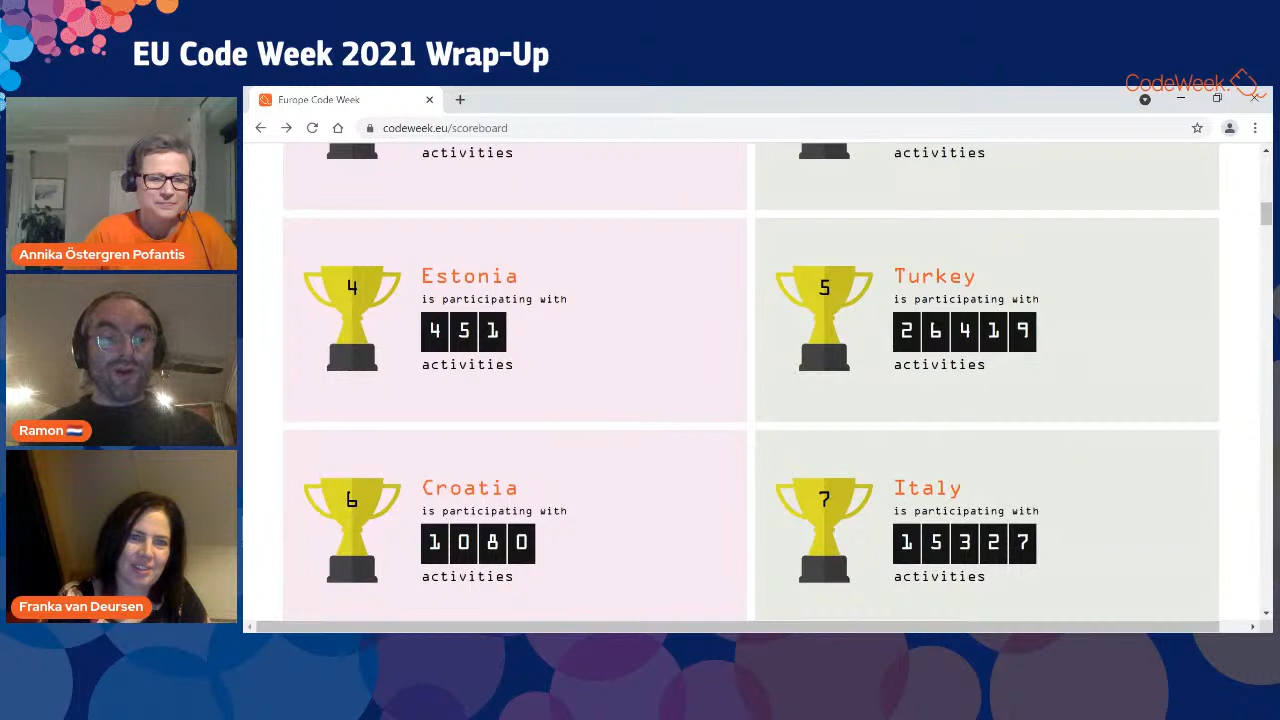 EU Code Week 2021 Wrap-Up
CodeWeek.EU
Europe Code Week
codeweek.eu/scoreboard
activities
activities
4
Estonia
is participating with
451
activities
5
Turkey
is participating with
26419
activities
6
Croatia
is participating with
1080
activities
7
Italy
is participating with
15327
activities
Annika Östergren Pofantis
Ramon 🇳🇱
Franka van Deursen